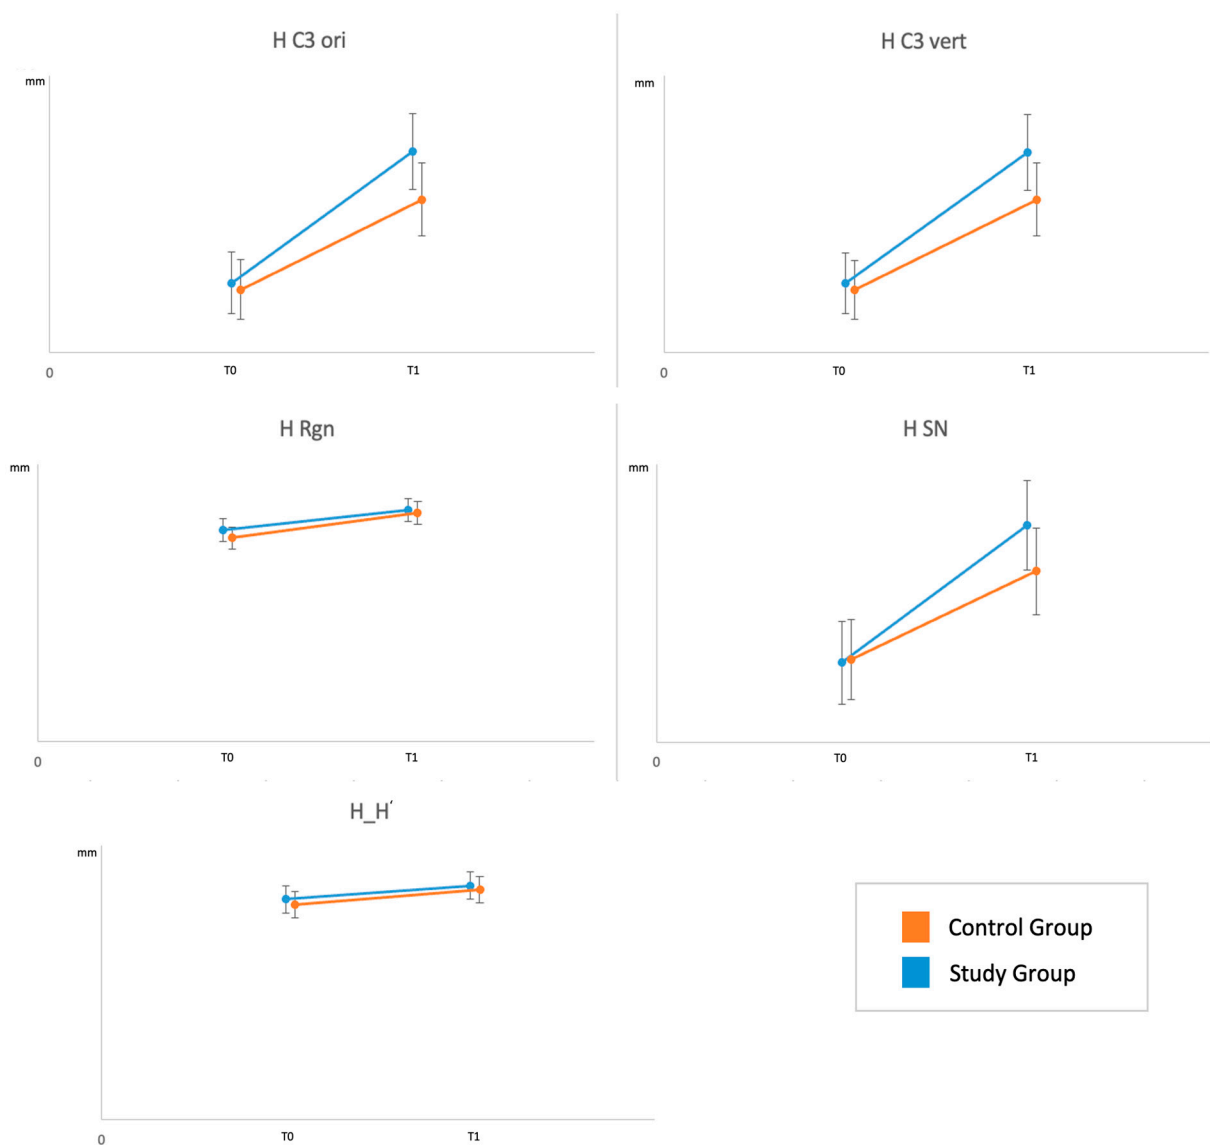 H C3 ori
mm
0
T0
T1
H C3 vert
mm
0
T0
T1
H Rgn
mm
0
T0
T1
H SN
mm
0
T0
T1
H_H′
mm
0
T0
T1
Control Group
Study Group